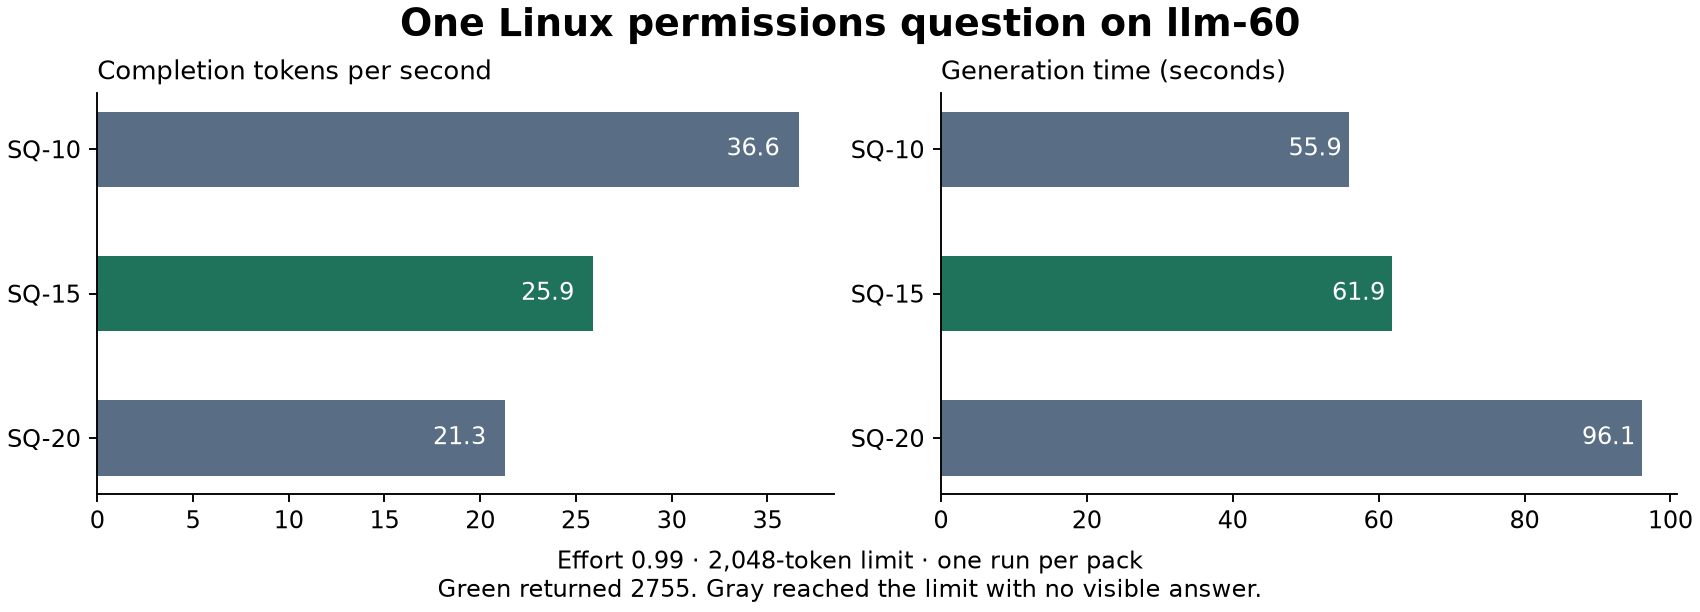 One Linux permissions question on llm-60
Completion tokens per second
SQ-10
36.6
SQ-15
25.9
SQ-20
21.3
0 5 10 15 20 25 30 35
Generation time (seconds)
SQ-10
55.9
SQ-15
61.9
SQ-20
96.1
0 20 40 60 80 100
Effort 0.99 · 2,048-token limit · one run per pack
Green returned 2755. Gray reached the limit with no visible answer.